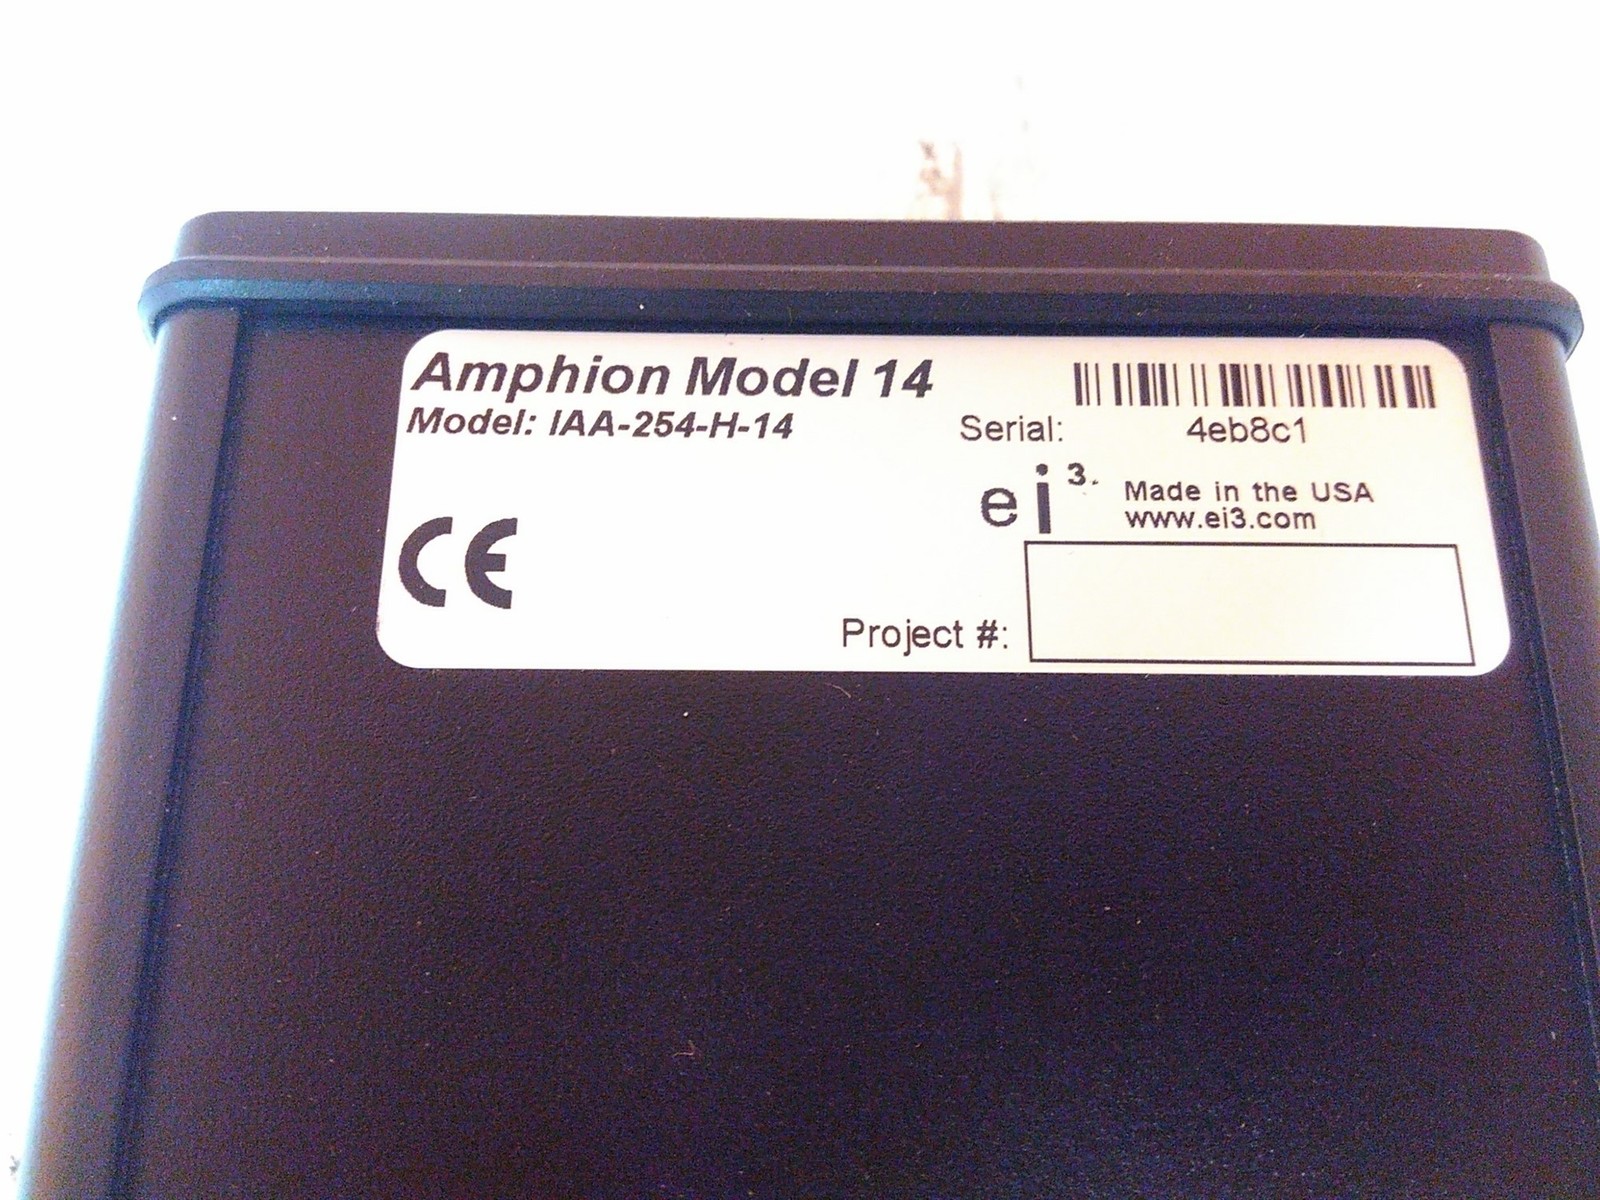 Amphion Model 14
Model: IAA-254-H-14
Serial: 4eb8c1
ei3.
Made in the USA
www.ei3.com
CE
Project #: